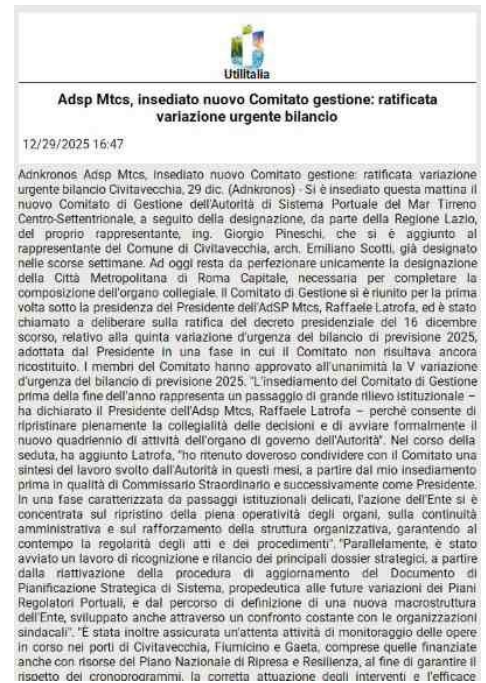 Utilitalia
Adsp Mtcs, insediato nuovo Comitato gestione: ratificata
variazione urgente bilancio
12/29/2025 16:47
Adnkronos Adsp Mtcs, insediato nuovo Comitato gestione: ratificata variazione
urgente bilancio Civitavecchia, 29 dic. (Adnkronos) - Si è insediato questa mattina il
nuovo Comitato di Gestione dell'Autorità di Sistema Portuale del Mar Tirreno
Centro-Settentrionale, a seguito della designazione, da parte della Regione Lazio,
del proprio rappresentante, ing. Giorgio Pineschi, che si è aggiunto al
rappresentante del Comune di Civitavecchia, arch. Emiliano Scotti, già designato
nelle scorse settimane. Ad oggi resta da perfezionare unicamente la designazione
della Città Metropolitana di Roma Capitale, necessaria per completare la
composizione dell'organo collegiale. Il Comitato di Gestione si è riunito per la prima
volta sotto la presidenza del Presidente dell'AdSP Mtcs, Raffaele Latrofa, ed è stato
chiamato a deliberare sulla ratifica del decreto presidenziale del 16 dicembre
scorso, relativo alla quinta variazione d'urgenza del bilancio di previsione 2025,
adottata dal Presidente in una fase in cui il Comitato non risultava ancora
ricostituito. I membri del Comitato hanno approvato all'unanimità la V variazione
d'urgenza del bilancio di previsione 2025. "L'insediamento del Comitato di Gestione
prima della fine dell'anno rappresenta un passaggio di grande rilievo istituzionale –
ha dichiarato il Presidente dell'Adsp Mtcs, Raffaele Latrofa – perché consente di
ripristinare pienamente la collegialità delle decisioni e di avviare formalmente il
nuovo quadriennio di attività dell'organo di governo dell'Autorità". Nel corso della
seduta, ha aggiunto Latrofa, "ho ritenuto doveroso condividere con il Comitato una
sintesi del lavoro svolto dall'Autorità in questi mesi, a partire dal mio insediamento
prima in qualità di Commissario Straordinario e successivamente come Presidente.
In una fase caratterizzata da passaggi istituzionali delicati, l'azione dell'Ente si è
concentrata sul ripristino della piena operatività degli organi, sulla continuità
amministrativa e sul rafforzamento della struttura organizzativa, garantendo al
contempo la regolarità degli atti e dei procedimenti". "Parallelamente, è stato
avviato un lavoro di ricognizione e rilancio dei principali dossier strategici, a partire
dalla riattivazione della procedura di aggiornamento del Documento di
Pianificazione Strategica di Sistema, propedeutica alle future variazioni dei Piani
Regolatori Portuali, e dal percorso di definizione di una nuova macrostruttura
dell'Ente, sviluppato anche attraverso un confronto costante con le organizzazioni
sindacali". "È stata inoltre assicurata un'attenta attività di monitoraggio delle opere
in corso nei porti di Civitavecchia, Fiumicino e Gaeta, comprese quelle finanziate
anche con risorse del Piano Nazionale di Ripresa e Resilienza, al fine di garantire il
rispetto dei cronoprogrammi, la corretta attuazione degli interventi e l'efficace